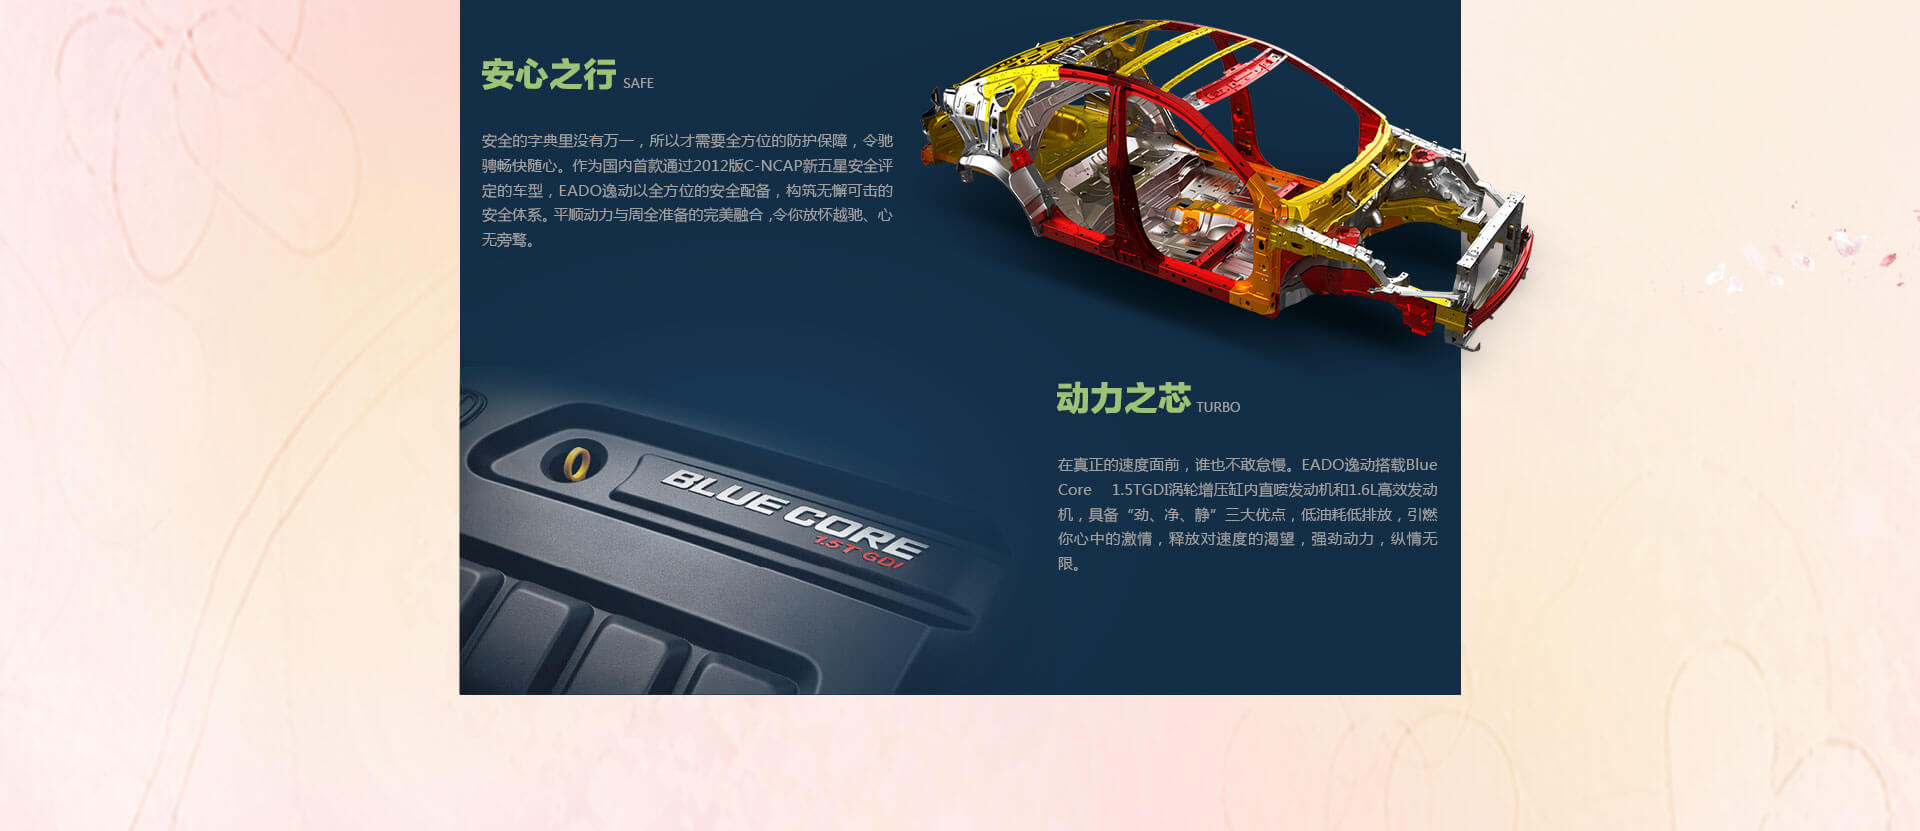 安心之行 SAFE
安全的字典里没有万一，所以才需要全方位的防护保障，令驰
骋畅快随心。作为国内首款通过2012版C-NCAP新五星安全评
定的车型，EADO逸动以全方位的安全配备，构筑无懈可击的
安全体系。平顺动力与周全准备的完美融合，令你放怀越驰、心
无旁骛。
动力之芯 TURBO
在真正的速度面前，谁也不敢怠慢。EADO逸动搭载Blue
Core 1.5TGDI涡轮增压缸内直喷发动机和1.6L高效发动
机，具备“劲、净、静”三大优点，低油耗低排放，引燃
你心中的激情，释放对速度的渴望，强劲动力，纵情无
限。
BLUE CORE
1.5T GDI